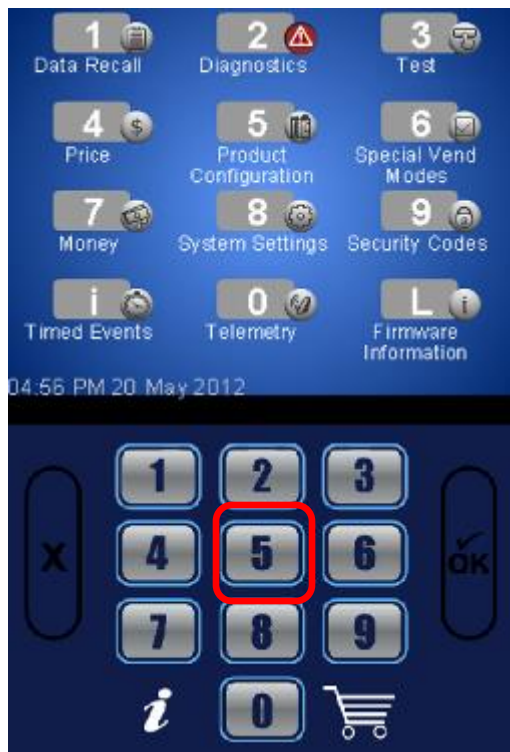 1 2 3
Data Recall Diagnostics Test
4 5 6
Price Product Configuration Special Vend Modes
7 8 9
Money System Settings Security Codes
i 0 L
Timed Events Telemetry Firmware Information
04:56 PM 20 May 2012
1 2 3
4 5 6
X OK
7 8 9
i 0